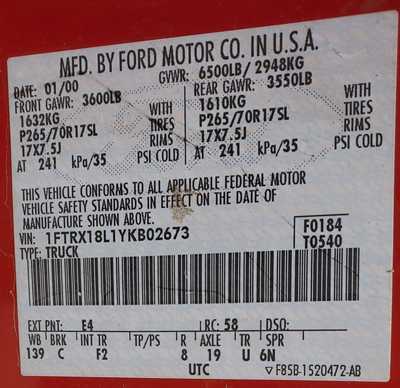 MFD. BY FORD MOTOR CO. IN U.S.A.
DATE: 01/00 GVWR: 6500LB/ 2948KG
FRONT GAWR: 3600LB REAR GAWR: 3550LB
1632KG WITH 1610KG WITH
P265/70R17SL TIRES P265/70R17SL TIRES
17X7.5J RIMS 17X7.5J RIMS
AT 241 kPa/35 PSI COLD AT 241 kPa/35 PSI COLD
THIS VEHICLE CONFORMS TO ALL APPLICABLE FEDERAL MOTOR
VEHICLE SAFETY STANDARDS IN EFFECT ON THE DATE OF
MANUFACTURE SHOWN ABOVE.
VIN: 1FTRX18L1YKB02673 F0184
TYPE: TRUCK T0540
EXT PNT: E4 RC: 58 DSO:
WB BRK INT TR TP/PS R AXLE TR SPR
139 C F2 8 19 U 6N
UTC ▽ F85B-1520472-AB